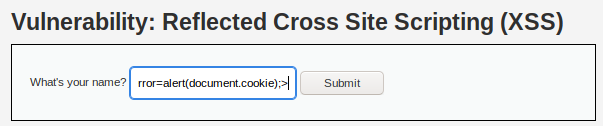 Vulnerability: Reflected Cross Site Scripting (XSS)
What's your name? rror=alert(document.cookie);> Submit